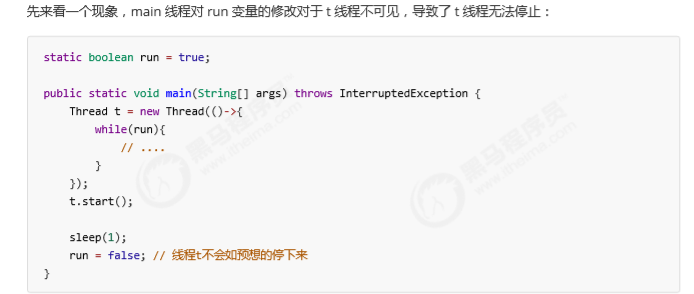 先来看一个现象，main 线程对 run 变量的修改对于 t 线程不可见，导致了 t 线程无法停止：
static boolean run = true;
public static void main(String[] args) throws InterruptedException {
Thread t = new Thread(()->{
while(run){
// ....
}
});
t.start();
sleep(1);
run = false; // 线程t不会如预想的停下来
}
黑马程序员
www.itheima.com
黑马程序员
www.itheima.com